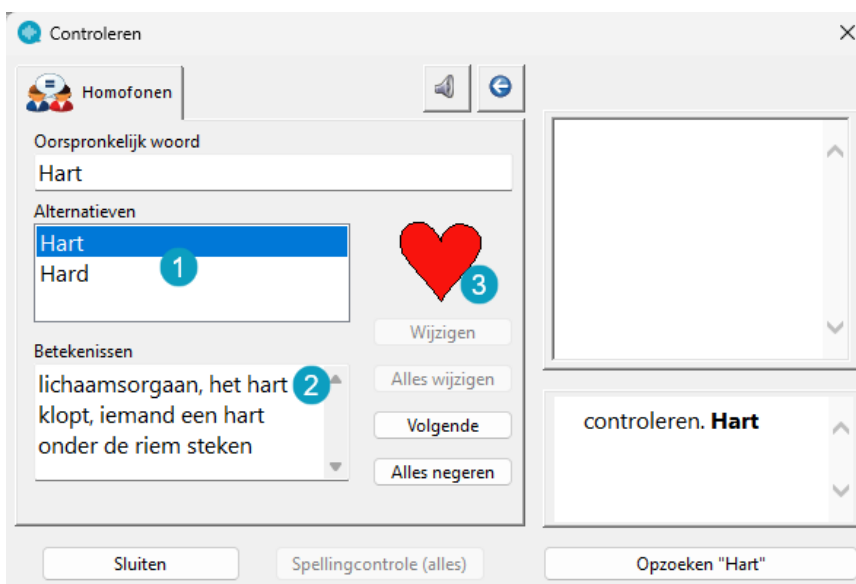 Controleren
Homofonen
Oorspronkelijk woord
Hart
Alternatieven
Hart
Hard
1
3
Wijzigen
Betekenissen
lichaamsorgaan, het hart
klopt, iemand een hart
onder de riem steken
2
Alles wijzigen
Volgende
Alles negeren
controleren. Hart
Sluiten
Spellingcontrole (alles)
Opzoeken "Hart"